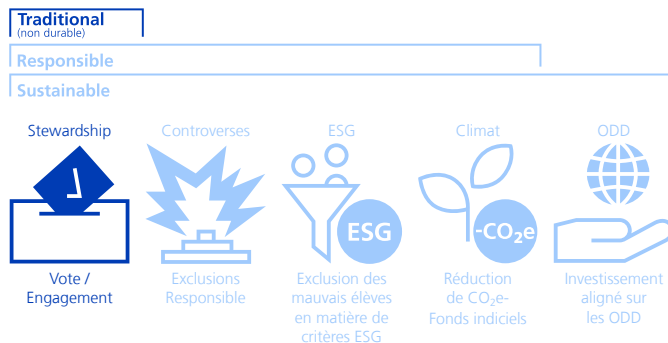 Traditional
(non durable)
Responsible
Sustainable
Stewardship
Controverses
ESG
Climat
ODD
ESG
-CO₂e
Vote /
Engagement
Exclusions
Responsible
Exclusion des
mauvais élèves
en matière de
critères ESG
Réduction
de CO₂e-
Fonds indiciels
Investissement
aligné sur
les ODD